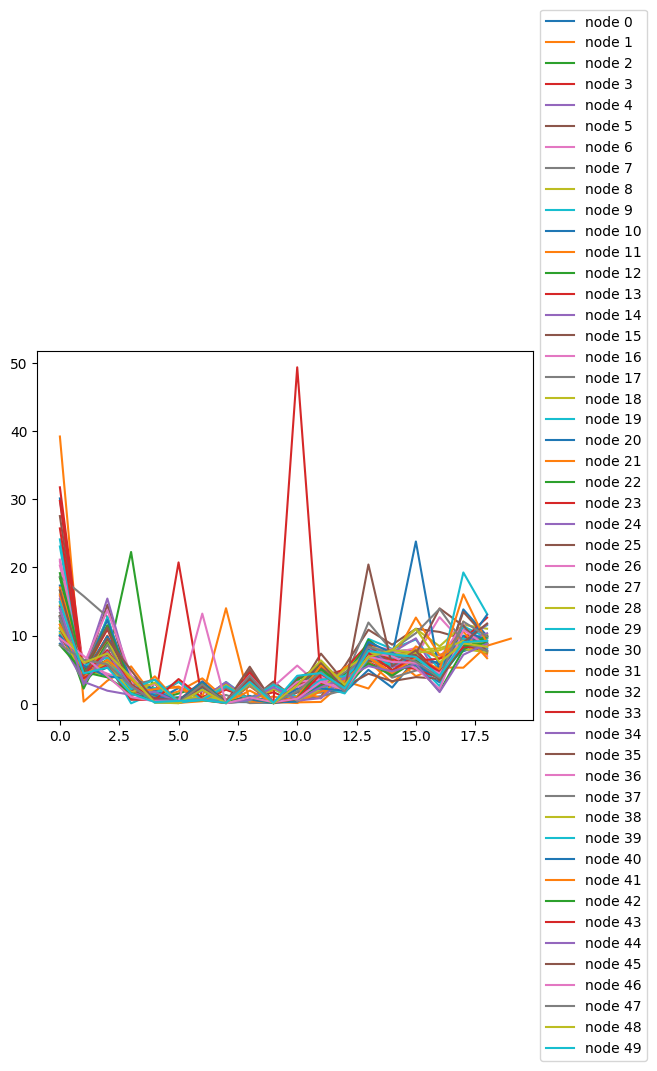 50
40
30
20
10
0
0.0 2.5 5.0 7.5 10.0 12.5 15.0 17.5
node 0
node 1
node 2
node 3
node 4
node 5
node 6
node 7
node 8
node 9
node 10
node 11
node 12
node 13
node 14
node 15
node 16
node 17
node 18
node 19
node 20
node 21
node 22
node 23
node 24
node 25
node 26
node 27
node 28
node 29
node 30
node 31
node 32
node 33
node 34
node 35
node 36
node 37
node 38
node 39
node 40
node 41
node 42
node 43
node 44
node 45
node 46
node 47
node 48
node 49